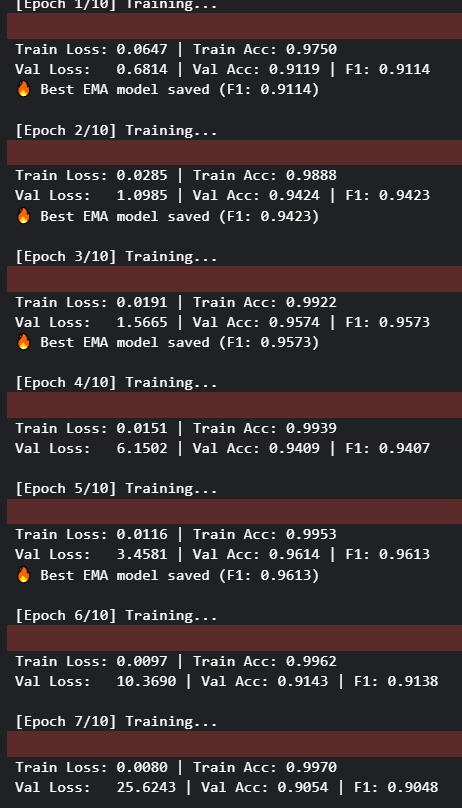 [Epoch 1/10] Training...
Train Loss: 0.0647 | Train Acc: 0.9750
Val Loss:   0.6814 | Val Acc: 0.9119 | F1: 0.9114
🔥 Best EMA model saved (F1: 0.9114)
[Epoch 2/10] Training...
Train Loss: 0.0285 | Train Acc: 0.9888
Val Loss:   1.0985 | Val Acc: 0.9424 | F1: 0.9423
🔥 Best EMA model saved (F1: 0.9423)
[Epoch 3/10] Training...
Train Loss: 0.0191 | Train Acc: 0.9922
Val Loss:   1.5665 | Val Acc: 0.9574 | F1: 0.9573
🔥 Best EMA model saved (F1: 0.9573)
[Epoch 4/10] Training...
Train Loss: 0.0151 | Train Acc: 0.9939
Val Loss:   6.1502 | Val Acc: 0.9409 | F1: 0.9407
[Epoch 5/10] Training...
Train Loss: 0.0116 | Train Acc: 0.9953
Val Loss:   3.4581 | Val Acc: 0.9614 | F1: 0.9613
🔥 Best EMA model saved (F1: 0.9613)
[Epoch 6/10] Training...
Train Loss: 0.0097 | Train Acc: 0.9962
Val Loss:   10.3690 | Val Acc: 0.9143 | F1: 0.9138
[Epoch 7/10] Training...
Train Loss: 0.0080 | Train Acc: 0.9970
Val Loss:   25.6243 | Val Acc: 0.9054 | F1: 0.9048